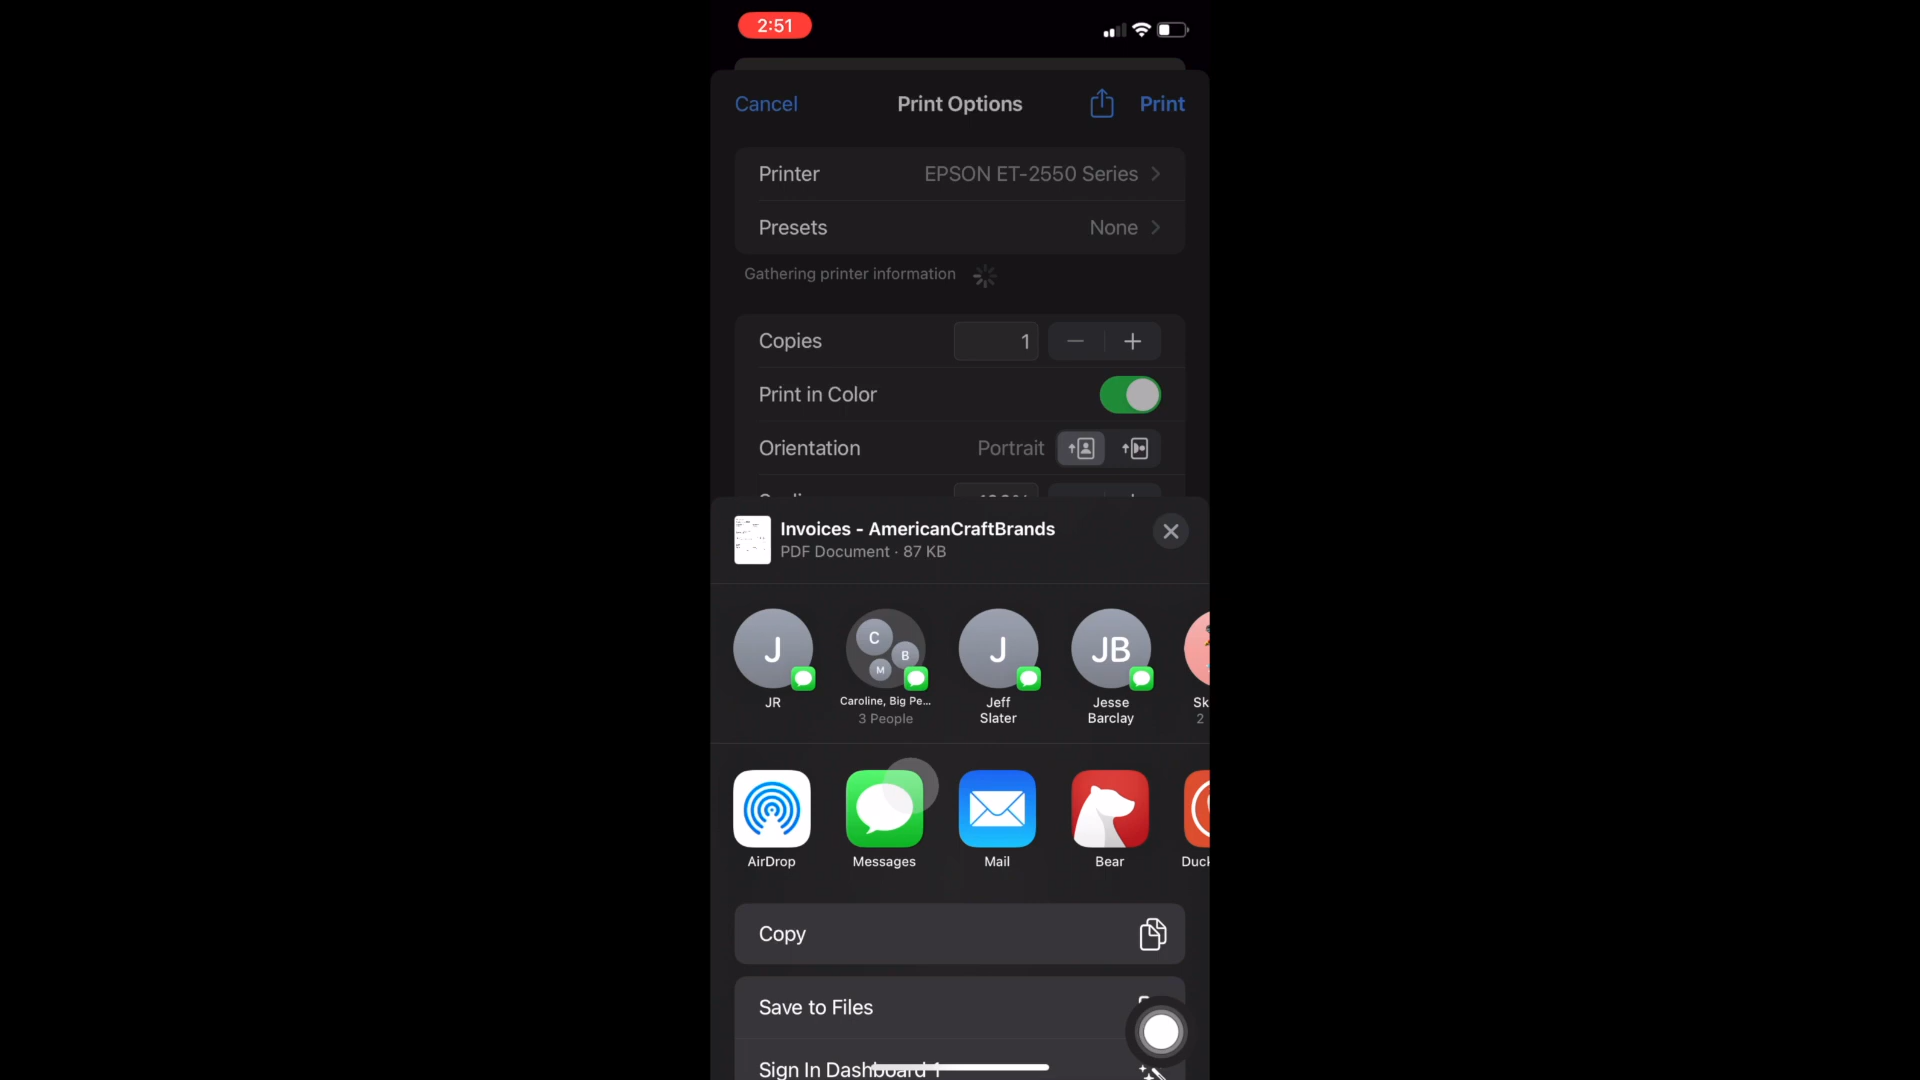 2:51
Cancel
Print Options
Print
Printer
EPSON ET-2550 Series
Presets
None
Gathering printer information
Copies
1
Print in Color
Orientation
Portrait
Invoices - AmericanCraftBrands
PDF Document · 87 KB
J
C
B
M
J
JB
JR
Caroline, Big Pe...
3 People
Jeff
Slater
Jesse
Barclay
Sk
2
AirDrop
Messages
Mail
Bear
Duck
Copy
Save to Files
Sign In Dashboard 1